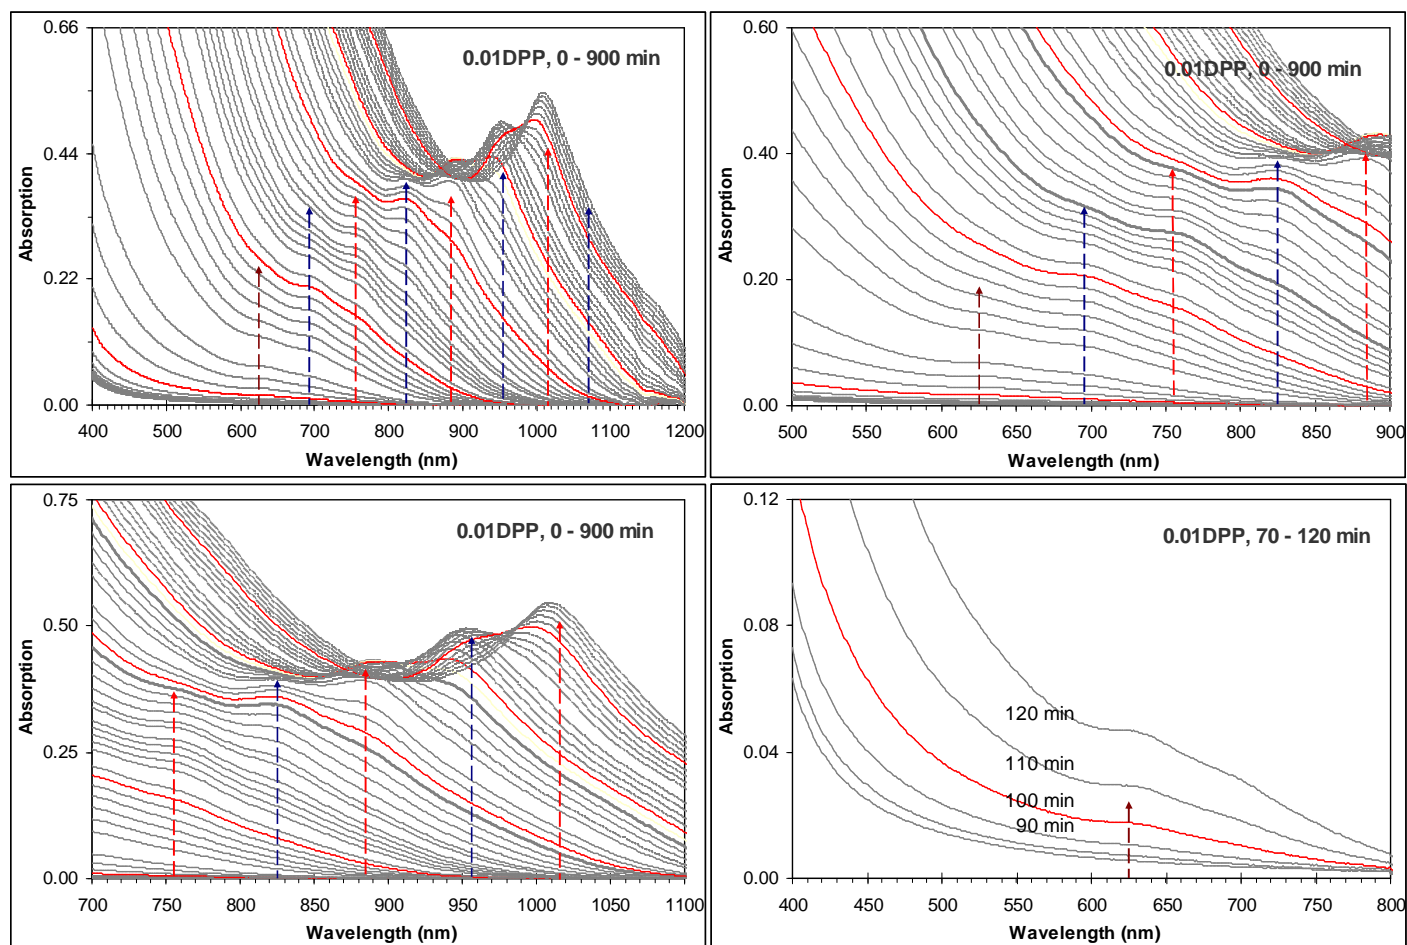 0.66
0.44
0.22
0.00
Absorption
0.01DPP, 0 - 900 min
400 500 600 700 800 900 1000 1100 1200
Wavelength (nm)
0.60
0.40
0.20
0.00
Absorption
0.01DPP, 0 - 900 min
500 550 600 650 700 750 800 850 900
Wavelength (nm)
0.75
0.50
0.25
0.00
Absorption
0.01DPP, 0 - 900 min
700 750 800 850 900 950 1000 1050 1100
Wavelength (nm)
0.12
0.08
0.04
0.00
Absorption
0.01DPP, 70 - 120 min
120 min
110 min
100 min
90 min
400 450 500 550 600 650 700 750 800
Wavelength (nm)